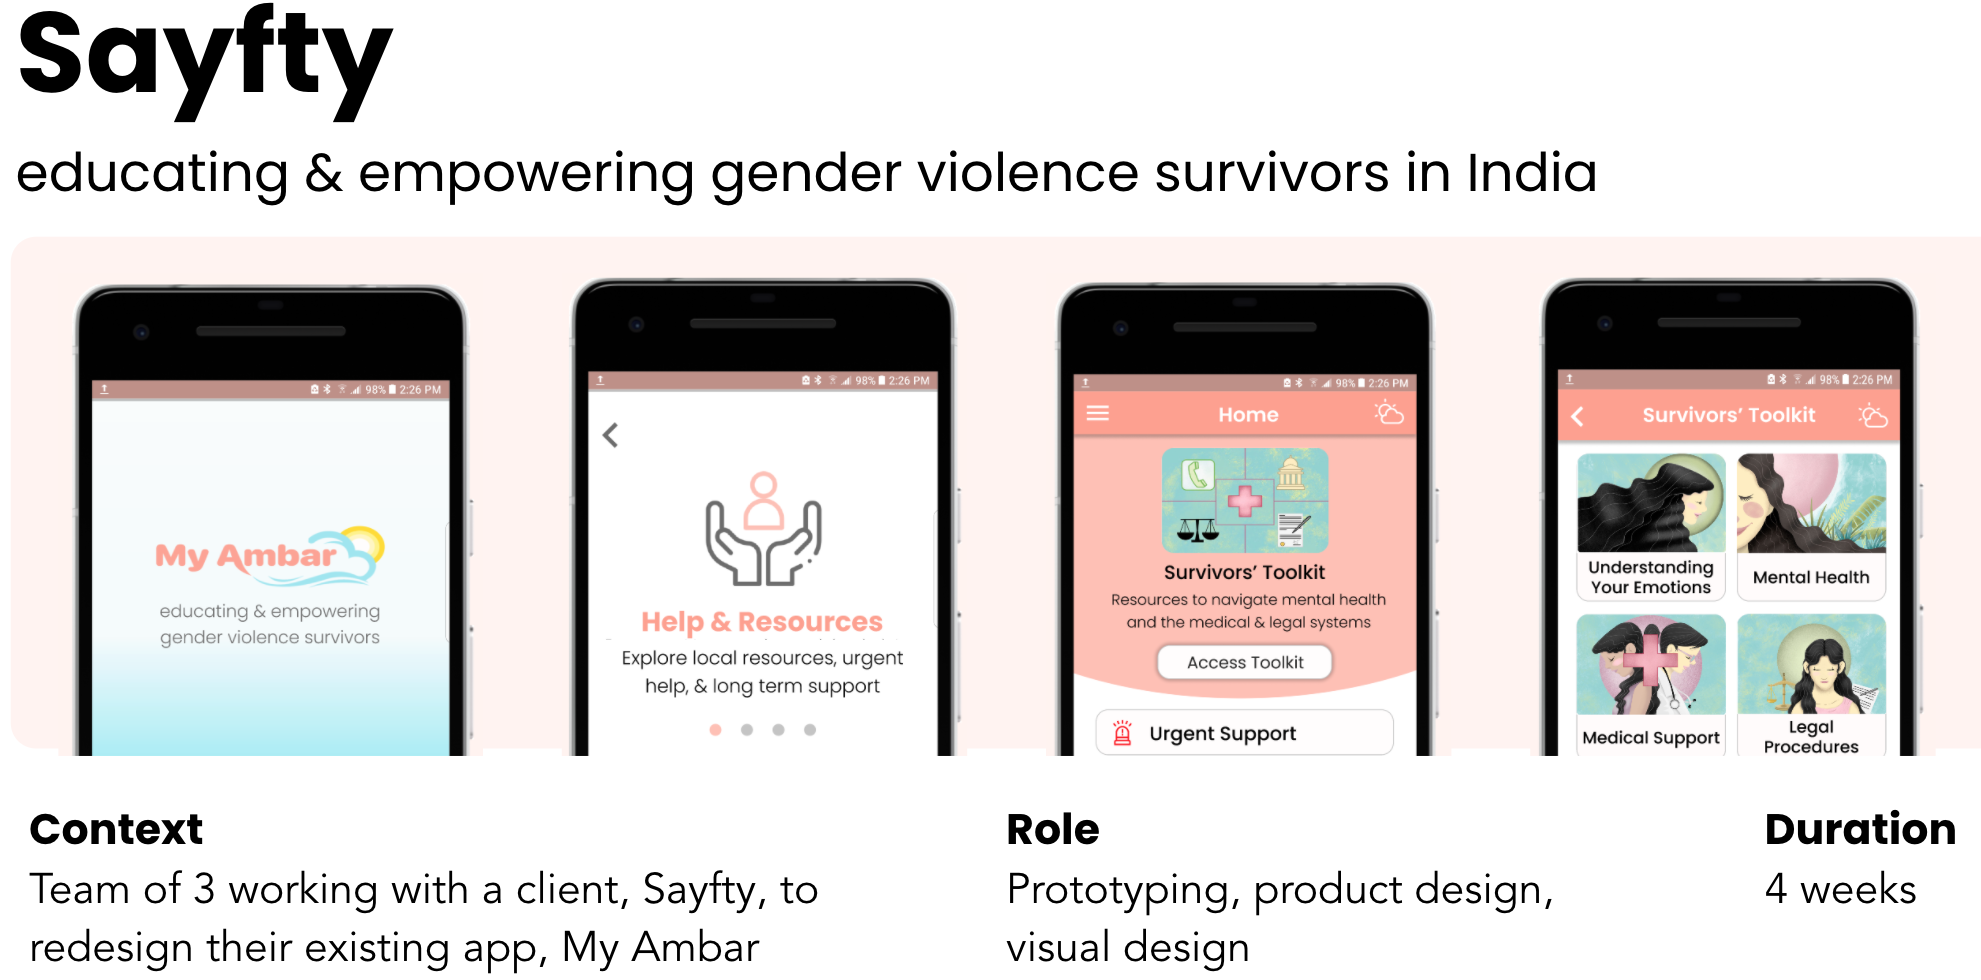 Sayfty
educating & empowering gender violence survivors in India
98% 2:26 PM
My Ambar
educating & empowering
gender violence survivors
98% 2:26 PM
Help & Resources
Explore local resources, urgent
help, & long term support
98% 2:26 PM
Home
Survivors' Toolkit
Resources to navigate mental health
and the medical & legal systems
Access Toolkit
Urgent Support
98% 2:26 PM
Survivors' Toolkit
Understanding
Your Emotions
Mental Health
Medical Support
Legal
Procedures
Context
Team of 3 working with a client, Sayfty, to
redesign their existing app, My Ambar
Role
Prototyping, product design,
visual design
Duration
4 weeks